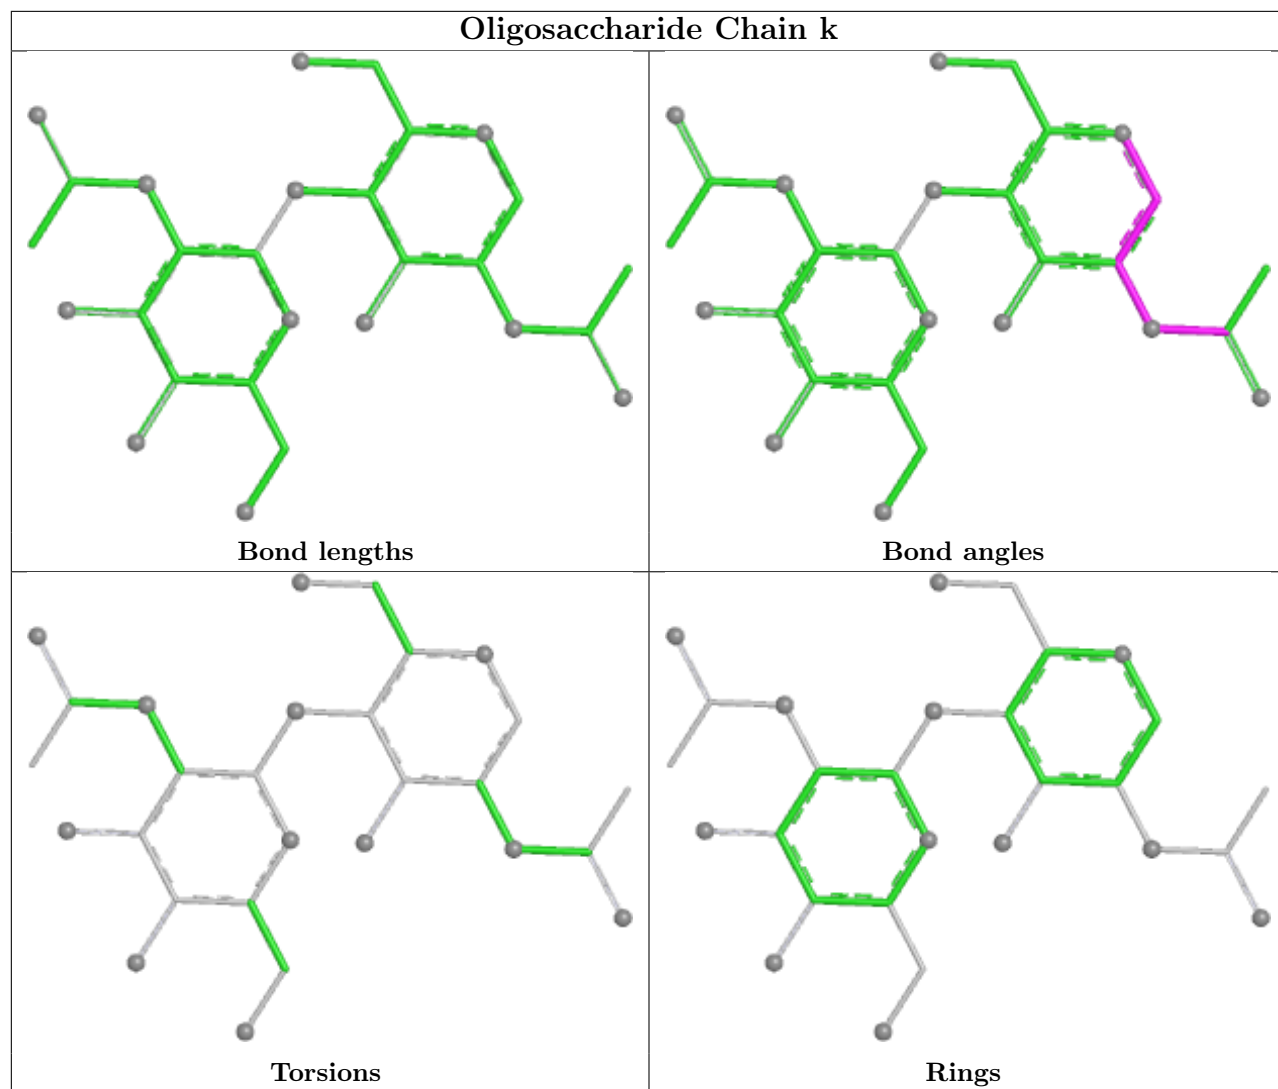 Oligosaccharide Chain k
Bond lengths
Bond angles
Torsions
Rings